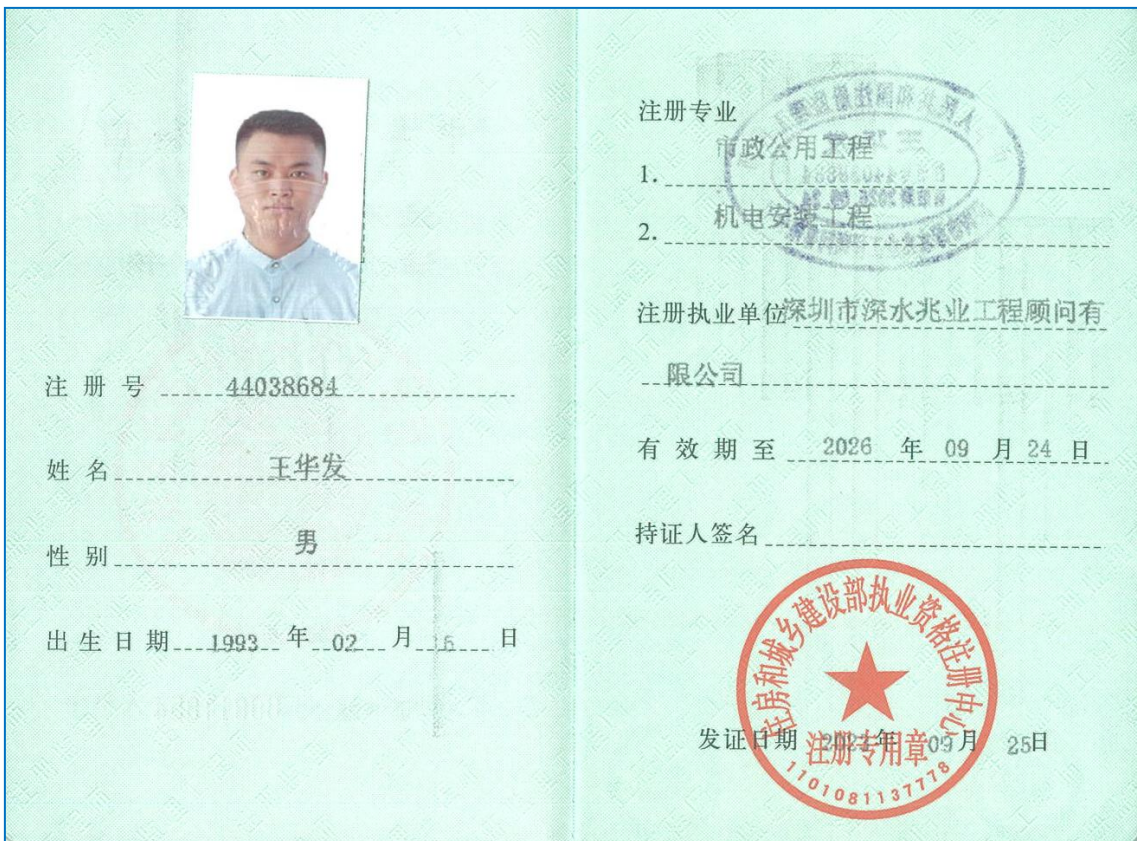 注册号 44038684
姓名 王华发
性别 男
出生日期 1993 年 02 月 日
注册专业
1. 市政公用工程
2. 机电安装工程
注册执业单位 深圳市深水兆业工程顾问有
限公司
有效期至 2026 年 09 月 24 日
持证人签名
住房和城乡建设部执业资格注册中心
发证日期 年 09 月 25 日
注册专用章
1101081137778